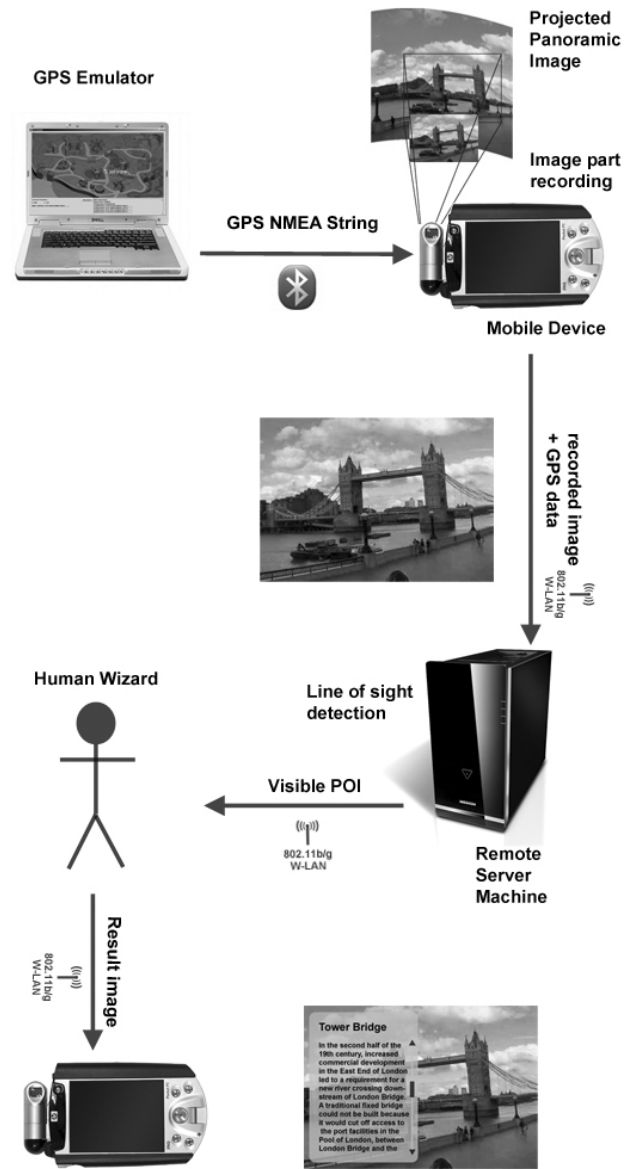 Projected
Panoramic
Image
GPS Emulator
Image part
recording
GPS NMEA String
Mobile Device
recorded image
+ GPS data
802.11b/g
W-LAN
Human Wizard
Line of sight
detection
Visible POI
802.11b/g
W-LAN
Remote
Server
Machine
Result image
802.11b/g
W-LAN
Tower Bridge
In the second half of the
19th century, increased
commercial development
in the East End of London
led to a requirement for a
new river crossing down-
stream of London Bridge.
A traditional fixed bridge
could not be built because
it would cut off access to
the port facilities in the
Pool of London, between
London Bridge and the